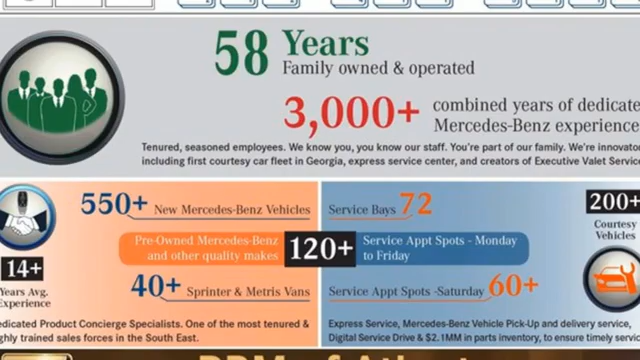 58 Years
Family owned & operated
3,000+ combined years of dedicate
Mercedes-Benz experience
Tenured, seasoned employees. We know you, you know our staff. You're part of our family. We're innovator
including first courtesy car fleet in Georgia, express service center, and creators of Executive Valet Servic
550+ New Mercedes-Benz Vehicles
Service Bays 72
200+
Courtesy
Vehicles
Pre-Owned Mercedes-Benz
and other quality makes
120+
Service Appt Spots - Monday
to Friday
14+
Years Avg.
Experience
40+ Sprinter & Metris Vans
Service Appt Spots -Saturday 60+
edicated Product Concierge Specialists. One of the most tenured &
ghly trained sales forces in the South East.
Express Service, Mercedes-Benz Vehicle Pick-Up and delivery service,
Digital Service Drive & $2.1MM in parts inventory, to ensure timely servic